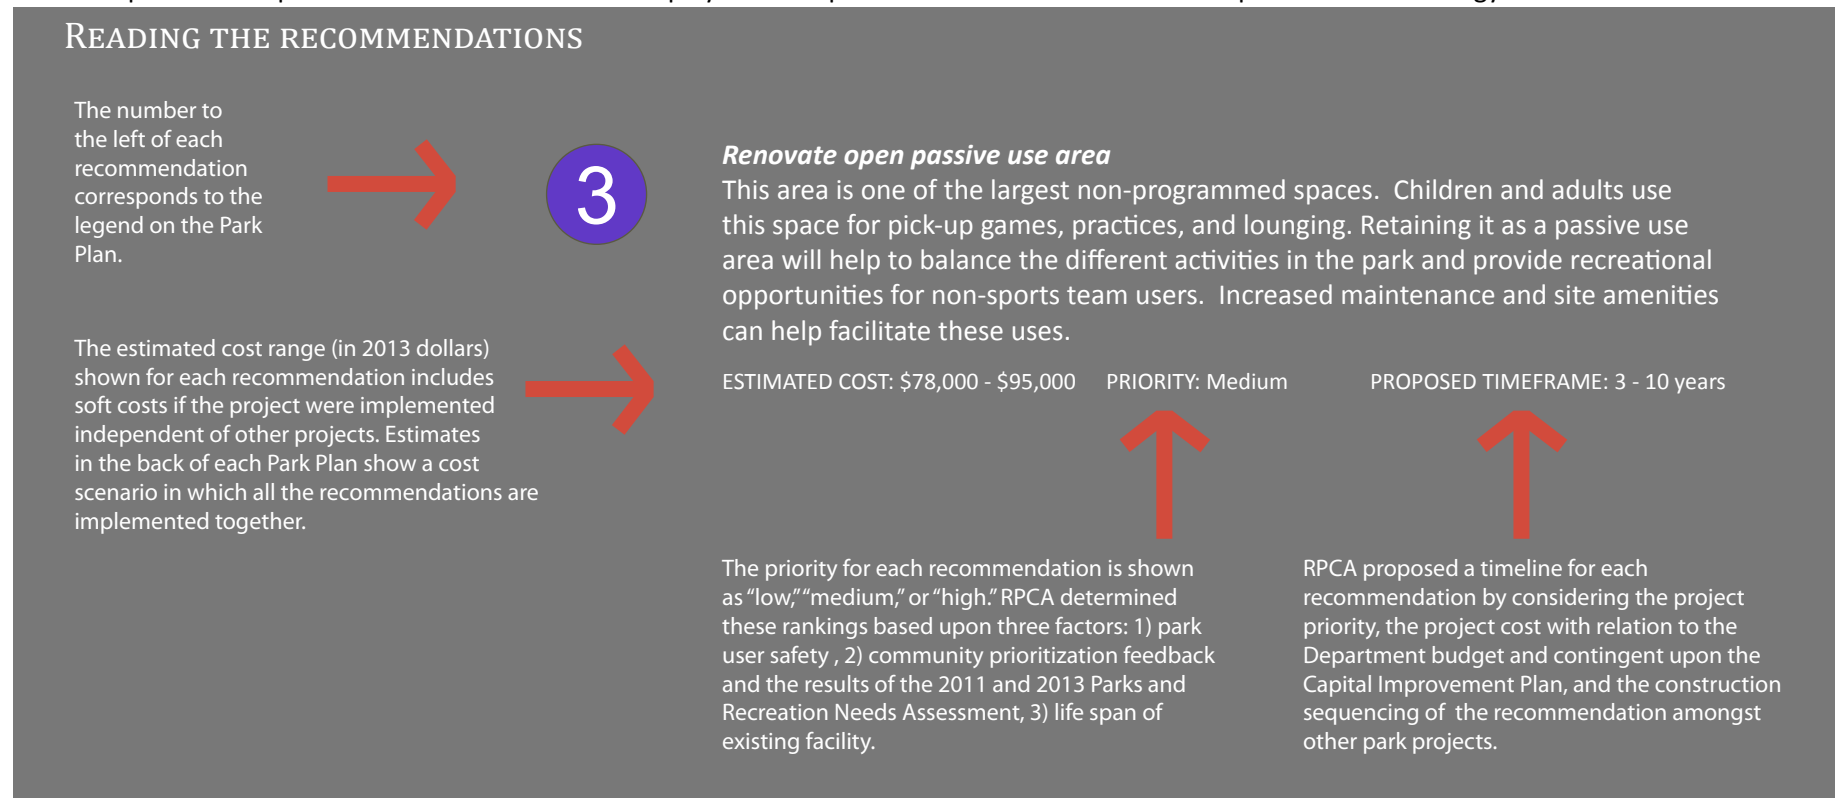 READING THE RECOMMENDATIONS
The number to
the left of each
recommendation
corresponds to the
legend on the Park
Plan.
3
Renovate open passive use area
This area is one of the largest non-programmed spaces.  Children and adults use
this space for pick-up games, practices, and lounging. Retaining it as a passive use
area will help to balance the different activities in the park and provide recreational
opportunities for non-sports team users.  Increased maintenance and site amenities
can help facilitate these uses.
The estimated cost range (in 2013 dollars)
shown for each recommendation includes
soft costs if the project were implemented
independent of other projects. Estimates
in the back of each Park Plan show a cost
scenario in which all the recommendations are
implemented together.
ESTIMATED COST: $78,000 - $95,000 PRIORITY: Medium PROPOSED TIMEFRAME: 3 - 10 years
The priority for each recommendation is shown
as “low,” “medium,” or “high.” RPCA determined
these rankings based upon three factors: 1) park
user safety , 2) community prioritization feedback
and the results of the 2011 and 2013 Parks and
Recreation Needs Assessment, 3) life span of
existing facility.
RPCA proposed a timeline for each
recommendation by considering the project
priority, the project cost with relation to the
Department budget and contingent upon the
Capital Improvement Plan, and the construction
sequencing of  the recommendation amongst
other park projects.